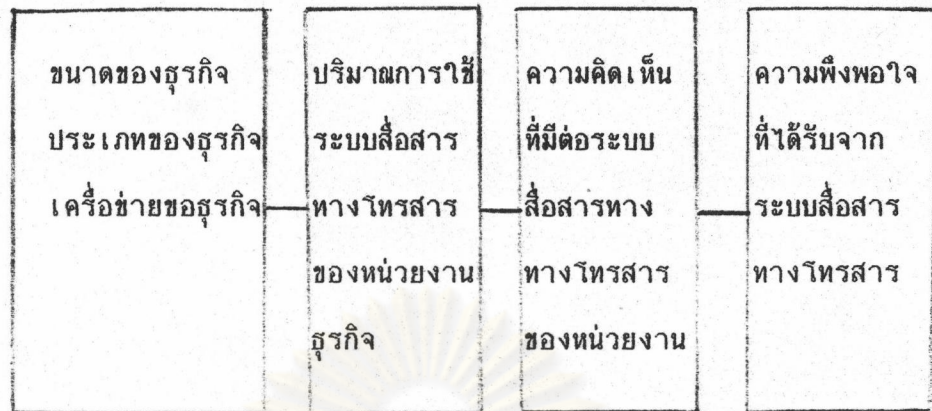 ขนาดของธุรกิจ
ประเภทของธุรกิจ
เครื่อข่ายขอธุรกิจ
ปริมาณการใช้
ระบบสื่อสาร
ทางโทรสาร
ของหน่วยงาน
ธุรกิจ
ความคิดเห็น
ที่มีต่อระบบ
สื่อสารทาง
ทางโทรสาร
ของหน่วยงาน
ความพึงพอใจ
ที่ได้รับจาก
ระบบสื่อสาร
ทางโทรสาร